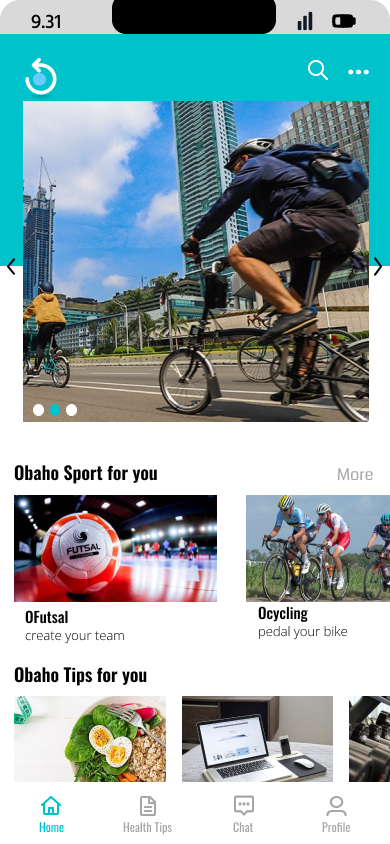 9.31
Obaho Sport for you
More
FUTSAL
OFutsal
create your team
Ocycling
pedal your bike
Obaho Tips for you
Home
Health Tips
Chat
Profile